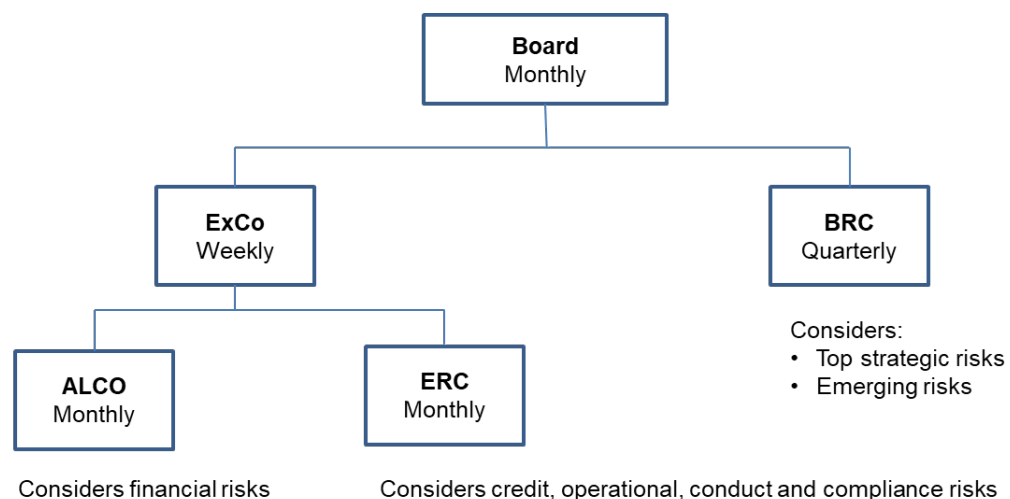 Board
Monthly
ExCo
Weekly
BRC
Quarterly
Considers:
• Top strategic risks
• Emerging risks
ALCO
Monthly
ERC
Monthly
Considers financial risks
Considers credit, operational, conduct and compliance risks